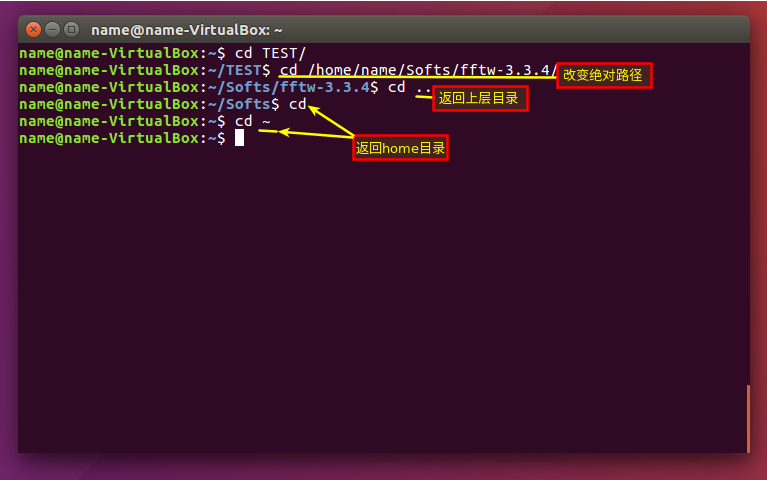 name@name-VirtualBox: ~
name@name-VirtualBox:~$ cd TEST/
name@name-VirtualBox:~/TEST$ cd /home/name/Softs/fftw-3.3.4/
改变绝对路径
name@name-VirtualBox:~/Softs/fftw-3.3.4$ cd ..
返回上层目录
name@name-VirtualBox:~/Softs$ cd
name@name-VirtualBox:~$ cd ~
name@name-VirtualBox:~$
返回home目录